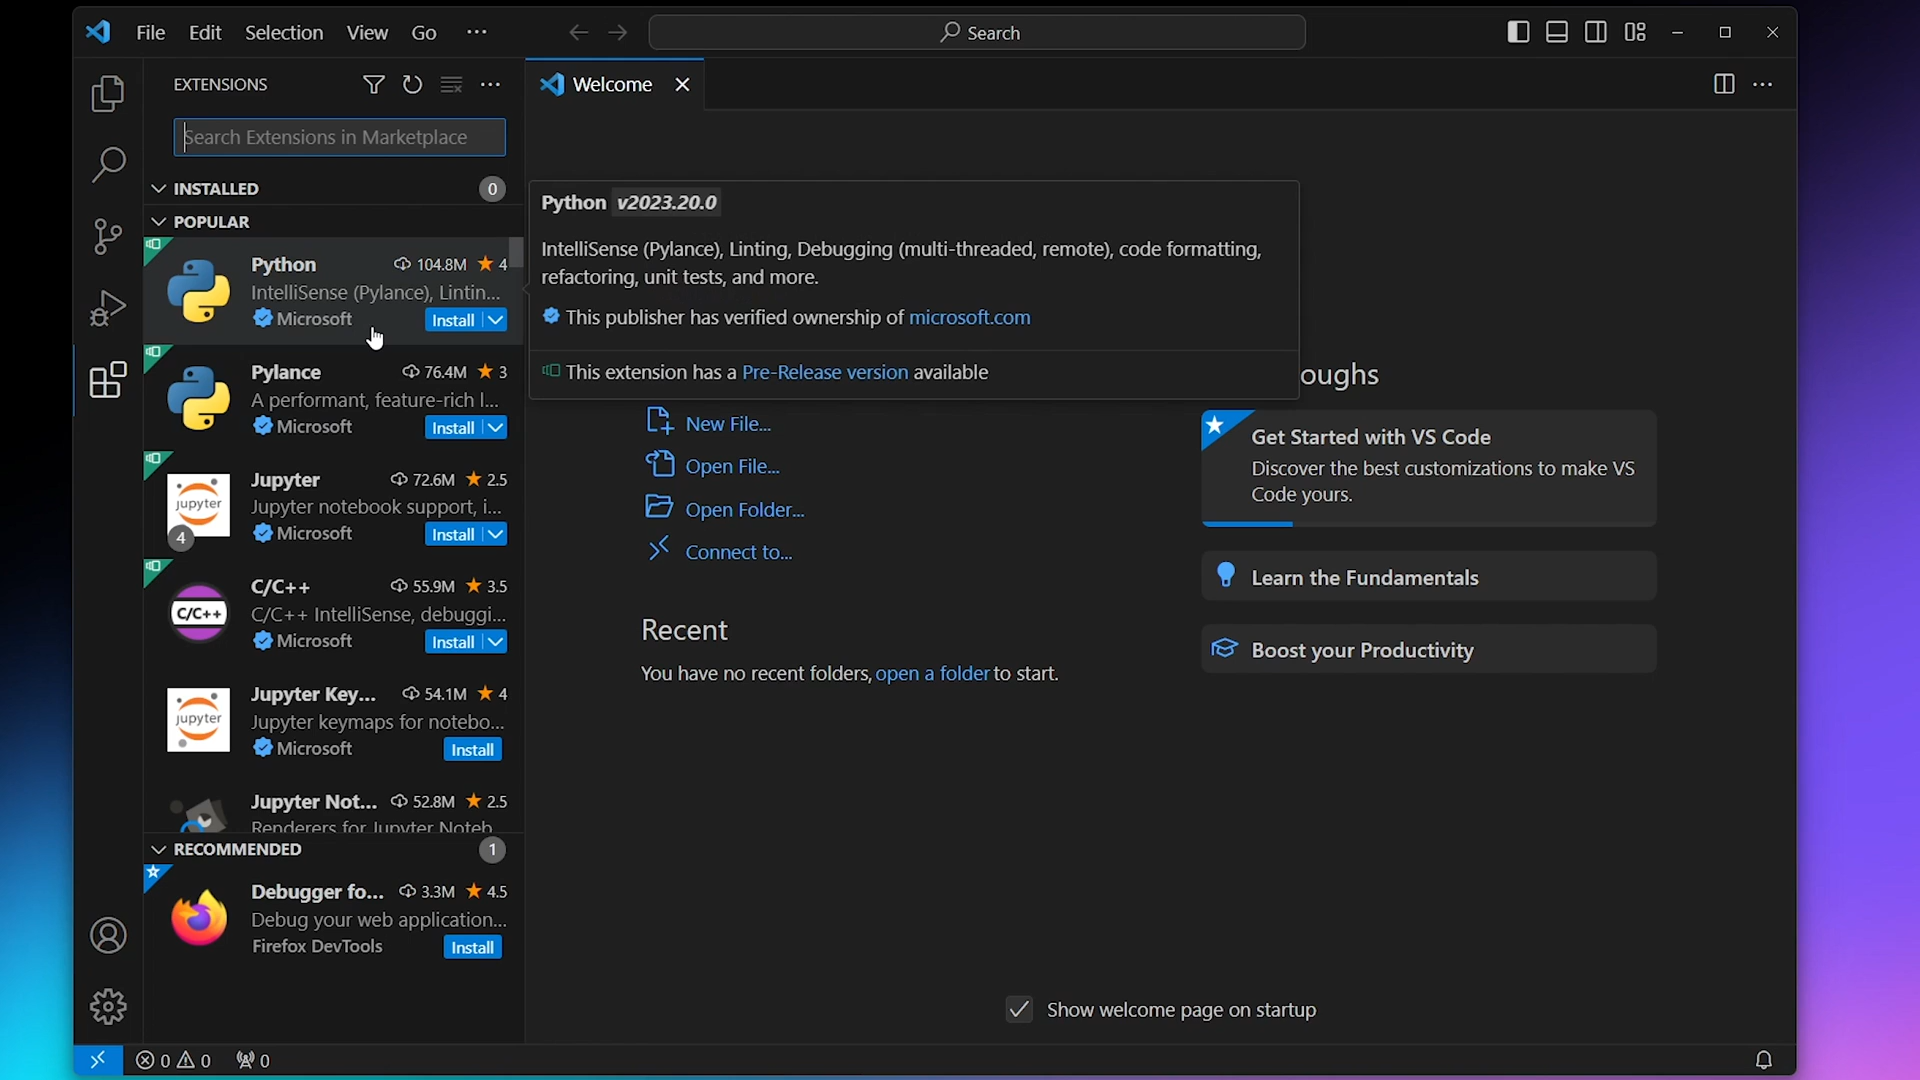 File Edit Selection View Go ···
Search
EXTENSIONS
Search Extensions in Marketplace
INSTALLED 0
POPULAR
Python 104.8M 4
IntelliSense (Pylance), Lintin...
Microsoft Install
Pylance 76.4M 3
A performant, feature-rich l...
Microsoft Install
Jupyter 72.6M 2.5
Jupyter notebook support, i...
Microsoft Install
jupyter
4
C/C++ 55.9M 3.5
C/C++ IntelliSense, debuggi...
Microsoft Install
C/C++
Jupyter Key... 54.1M 4
Jupyter keymaps for notebo...
Microsoft Install
jupyter
Jupyter Not... 52.8M 2.5
Renderers for Jupyter Noteb
RECOMMENDED 1
Debugger fo... 3.3M 4.5
Debug your web application...
Firefox DevTools Install
Welcome
Python v2023.20.0
IntelliSense (Pylance), Linting, Debugging (multi-threaded, remote), code formatting,
refactoring, unit tests, and more.
This publisher has verified ownership of microsoft.com
This extension has a Pre-Release version available
New File...
Open File...
Open Folder...
Connect to...
Recent
You have no recent folders, open a folder to start.
oughs
Get Started with VS Code
Discover the best customizations to make VS
Code yours.
Learn the Fundamentals
Boost your Productivity
Show welcome page on startup
0 0 0